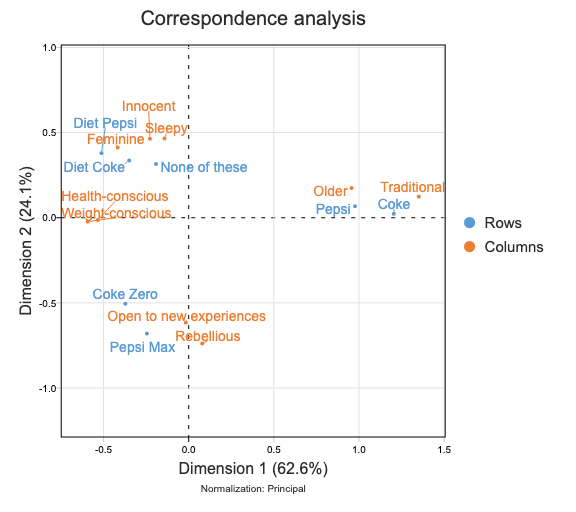 Correspondence analysis
1.0
Innocent
Diet Pepsi
Sleepy
0.5
Feminine
Diet Coke
None of these
Older
Traditional
Health-conscious
Pepsi
Coke
Weight-conscious
0.0
Dimension 2 (24.1%)
Rows
Columns
Coke Zero
-0.5
Open to new experiences
Rebellious
Pepsi Max
-1.0
-0.5
0.0
0.5
1.0
1.5
Dimension 1 (62.6%)
Normalization: Principal